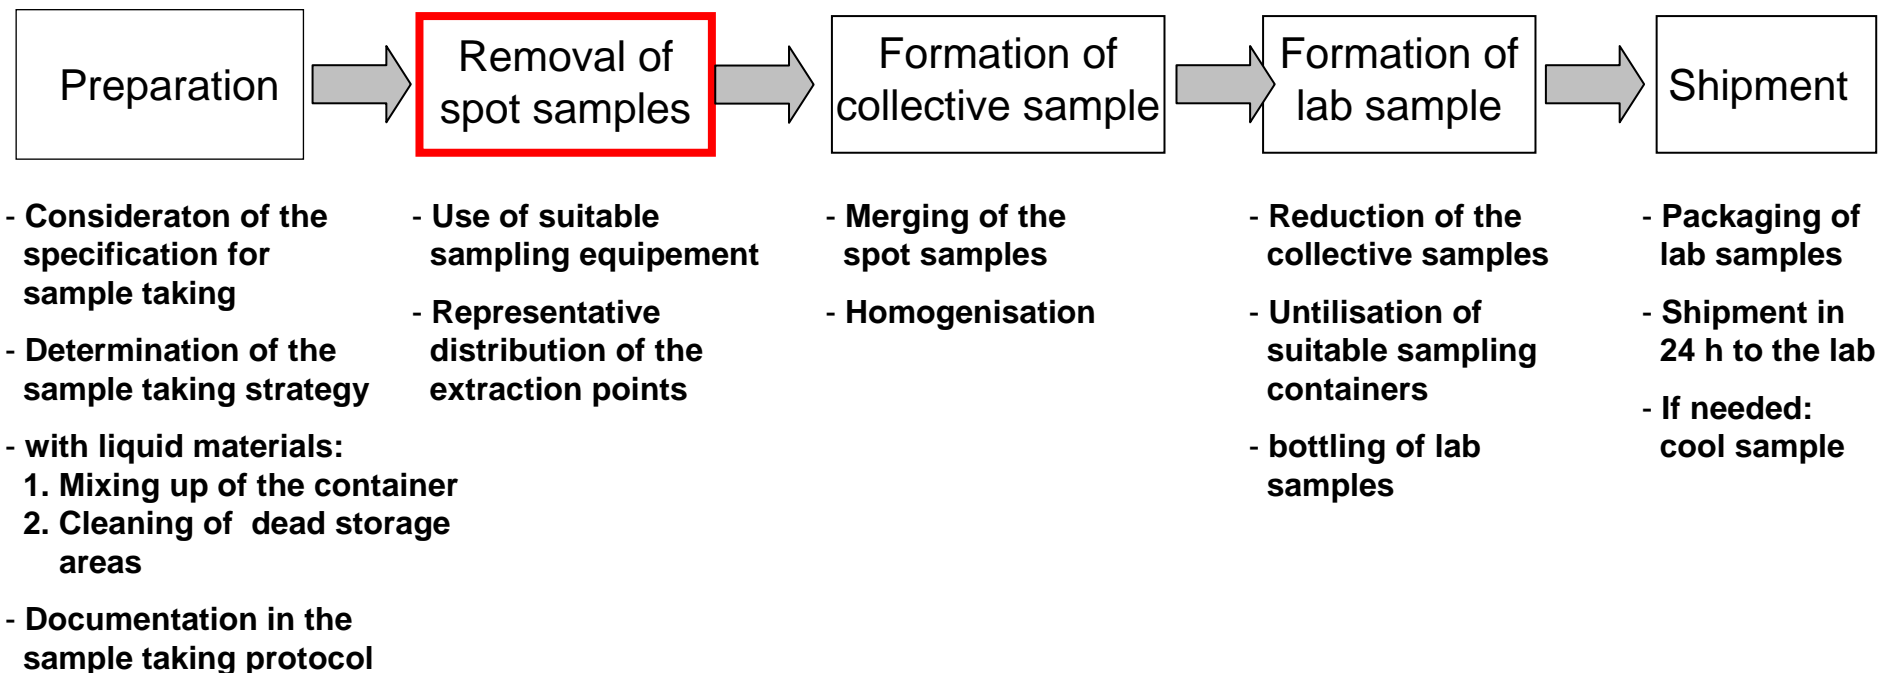 Preparation
Removal of
spot samples
Formation of
collective sample
Formation of
lab sample
Shipment
- Consideraton of the
specification for
sample taking
- Determination of the
sample taking strategy
- with liquid materials:
1. Mixing up of the container
2. Cleaning of dead storage
areas
- Documentation in the
sample taking protocol
- Use of suitable
sampling equipement
- Representative
distribution of the
extraction points
- Merging of the
spot samples
- Homogenisation
- Reduction of the
collective samples
- Untilisation of
suitable sampling
containers
- bottling of lab
samples
- Packaging of
lab samples
- Shipment in
24 h to the lab
- If needed:
cool sample